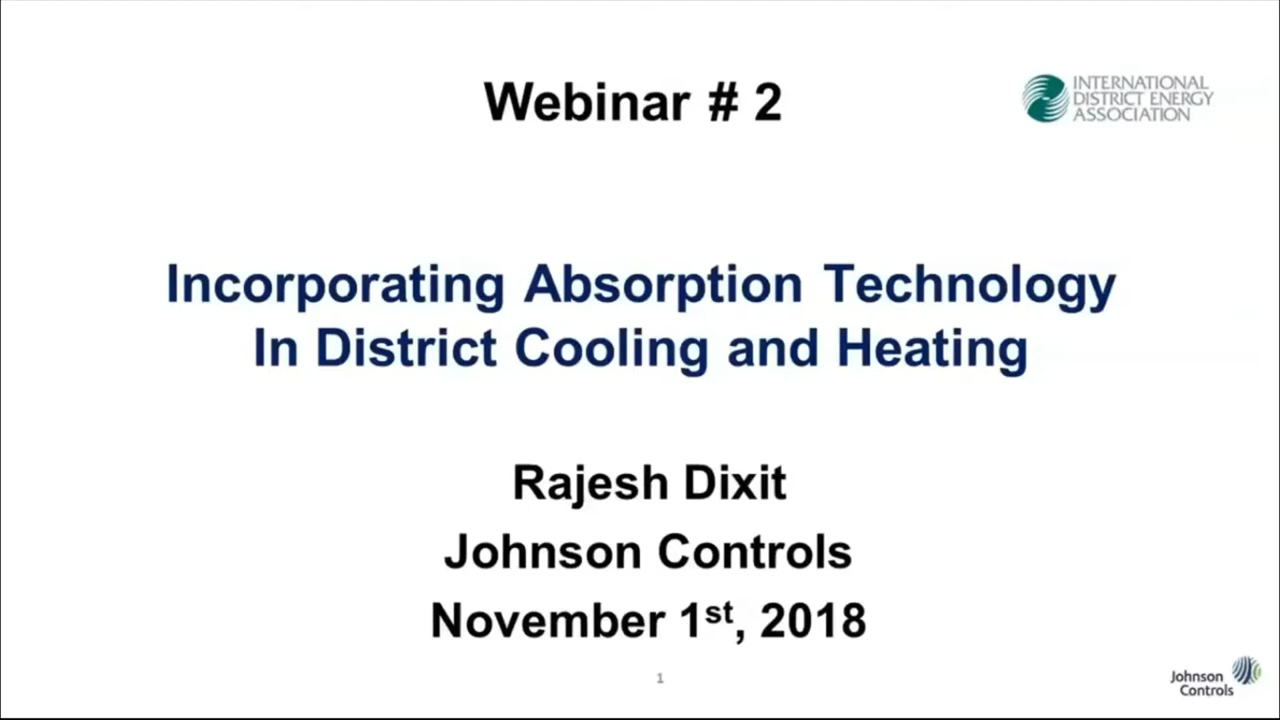 Webinar # 2
INTERNATIONAL
DISTRICT ENERGY
ASSOCIATION
Incorporating Absorption Technology
In District Cooling and Heating
Rajesh Dixit
Johnson Controls
November 1st, 2018
1
Johnson
Controls